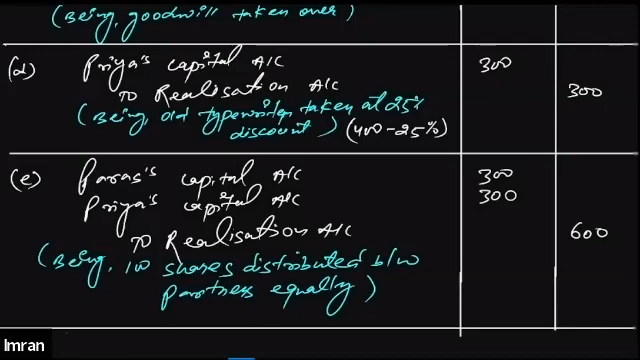 (Being, goodwill taken over)
(d) Priya's capital A/C 300
To Realisation A/C 300
(Being, old typewriter taken at 25%
discount) (400-25%)
(e) Paras's capital A/C 300
Priya's capital A/C 300
To Realisation A/C 600
(Being, 100 shares distributed b/w
Partners equally)
Imran